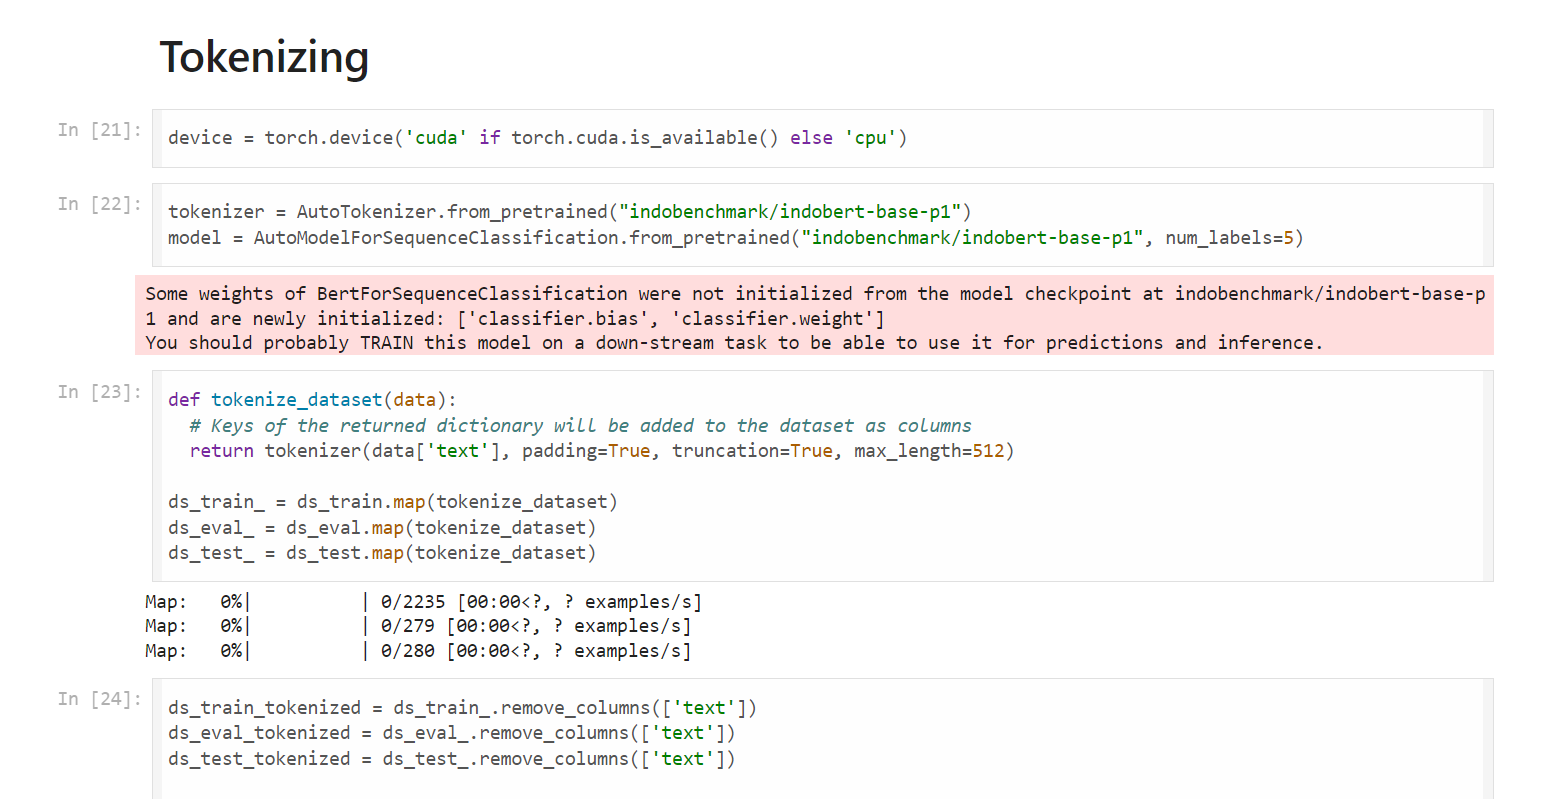 Tokenizing
In [21]:
device = torch.device('cuda' if torch.cuda.is_available() else 'cpu')
In [22]:
tokenizer = AutoTokenizer.from_pretrained("indobenchmark/indobert-base-p1")
model = AutoModelForSequenceClassification.from_pretrained("indobenchmark/indobert-base-p1", num_labels=5)
Some weights of BertForSequenceClassification were not initialized from the model checkpoint at indobenchmark/indobert-base-p
1 and are newly initialized: ['classifier.bias', 'classifier.weight']
You should probably TRAIN this model on a down-stream task to be able to use it for predictions and inference.
In [23]:
def tokenize_dataset(data):
  # Keys of the returned dictionary will be added to the dataset as columns
  return tokenizer(data['text'], padding=True, truncation=True, max_length=512)
ds_train_ = ds_train.map(tokenize_dataset)
ds_eval_ = ds_eval.map(tokenize_dataset)
ds_test_ = ds_test.map(tokenize_dataset)
Map:   0%|          | 0/2235 [00:00<?, ? examples/s]
Map:   0%|          | 0/279 [00:00<?, ? examples/s]
Map:   0%|          | 0/280 [00:00<?, ? examples/s]
In [24]:
ds_train_tokenized = ds_train_.remove_columns(['text'])
ds_eval_tokenized = ds_eval_.remove_columns(['text'])
ds_test_tokenized = ds_test_.remove_columns(['text'])